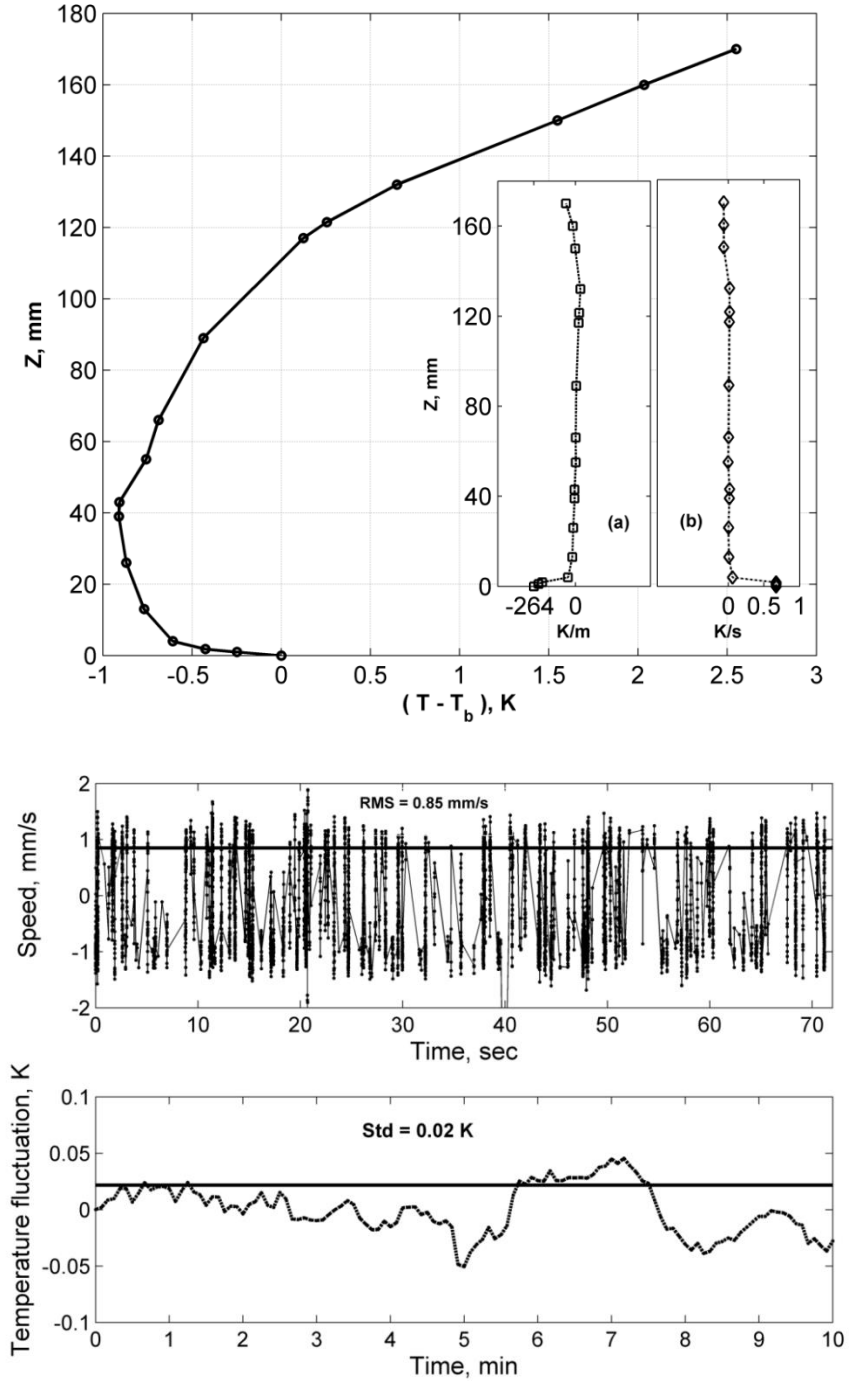 180
160
140
120
100
80
60
40
20
0
Z, mm
-1 -0.5 0 0.5 1 1.5 2 2.5 3
( T - T_b ), K
160
120
80
40
0
Z, mm
(a)
-264 0
K/m
(b)
0 0.5 1
K/s
2
1
0
-1
-2
Speed, mm/s
RMS = 0.85 mm/s
0 10 20 30 40 50 60 70
Time, sec
0.1
0.05
0
-0.05
-0.1
Temperature fluctuation, K
Std = 0.02 K
0 1 2 3 4 5 6 7 8 9 10
Time, min